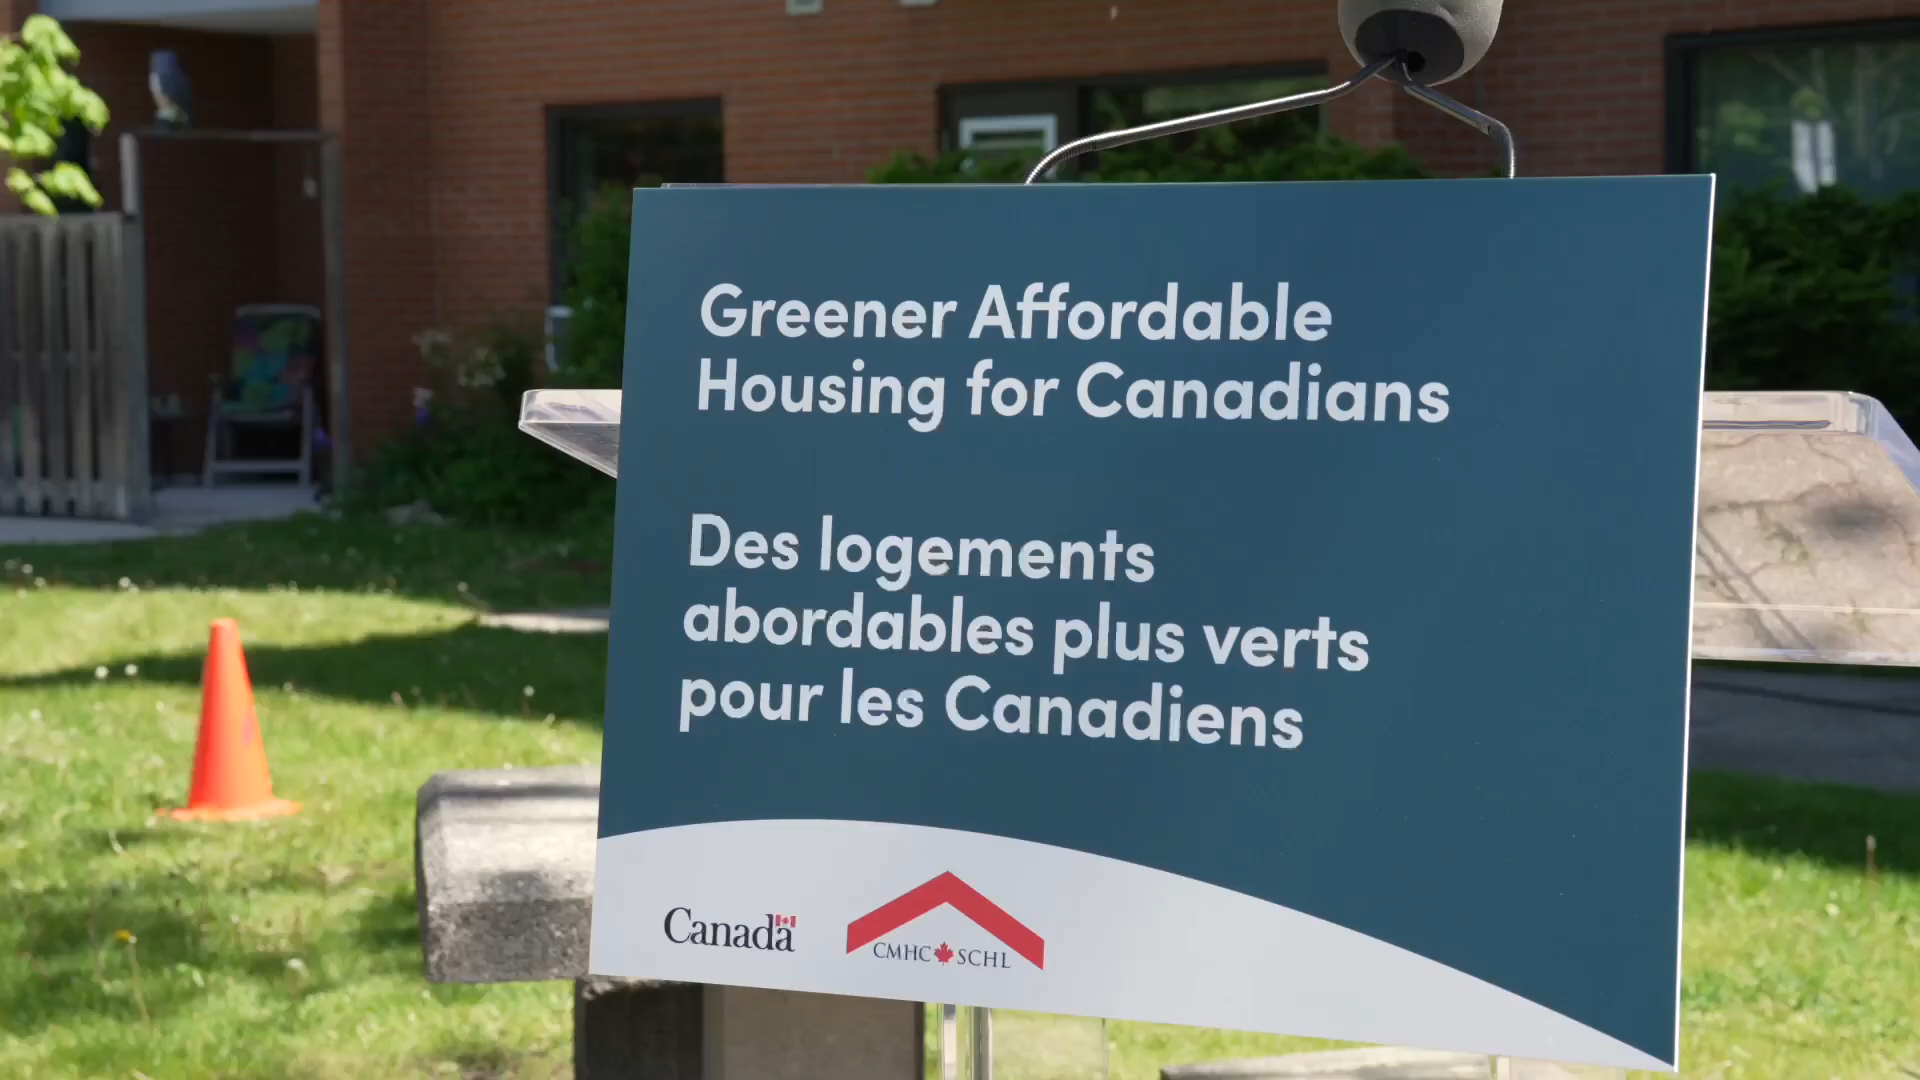 Greener Affordable
Housing for Canadians
Des logements
abordables plus verts
pour les Canadiens
Canada
CMHC SCHL